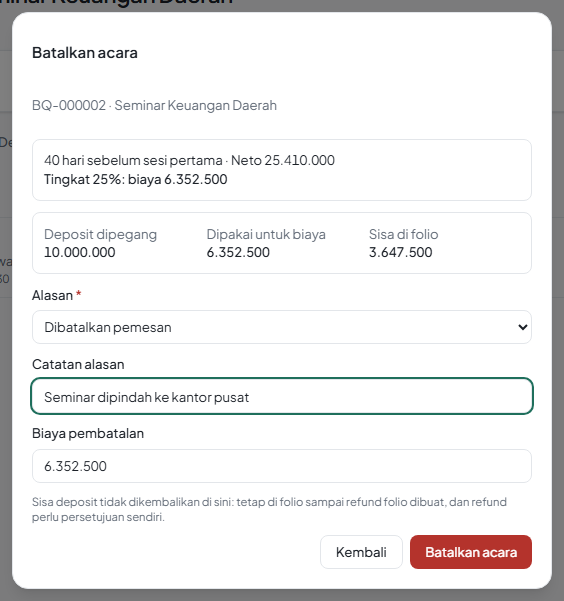 Batalkan acara
BQ-000002 · Seminar Keuangan Daerah
40 hari sebelum sesi pertama · Neto 25.410.000
Tingkat 25%: biaya 6.352.500
Deposit dipegang
10.000.000
Dipakai untuk biaya
6.352.500
Sisa di folio
3.647.500
Alasan *
Dibatalkan pemesan
Catatan alasan
Seminar dipindah ke kantor pusat
Biaya pembatalan
6.352.500
Sisa deposit tidak dikembalikan di sini: tetap di folio sampai refund folio dibuat, dan refund
perlu persetujuan sendiri.
Kembali
Batalkan acara